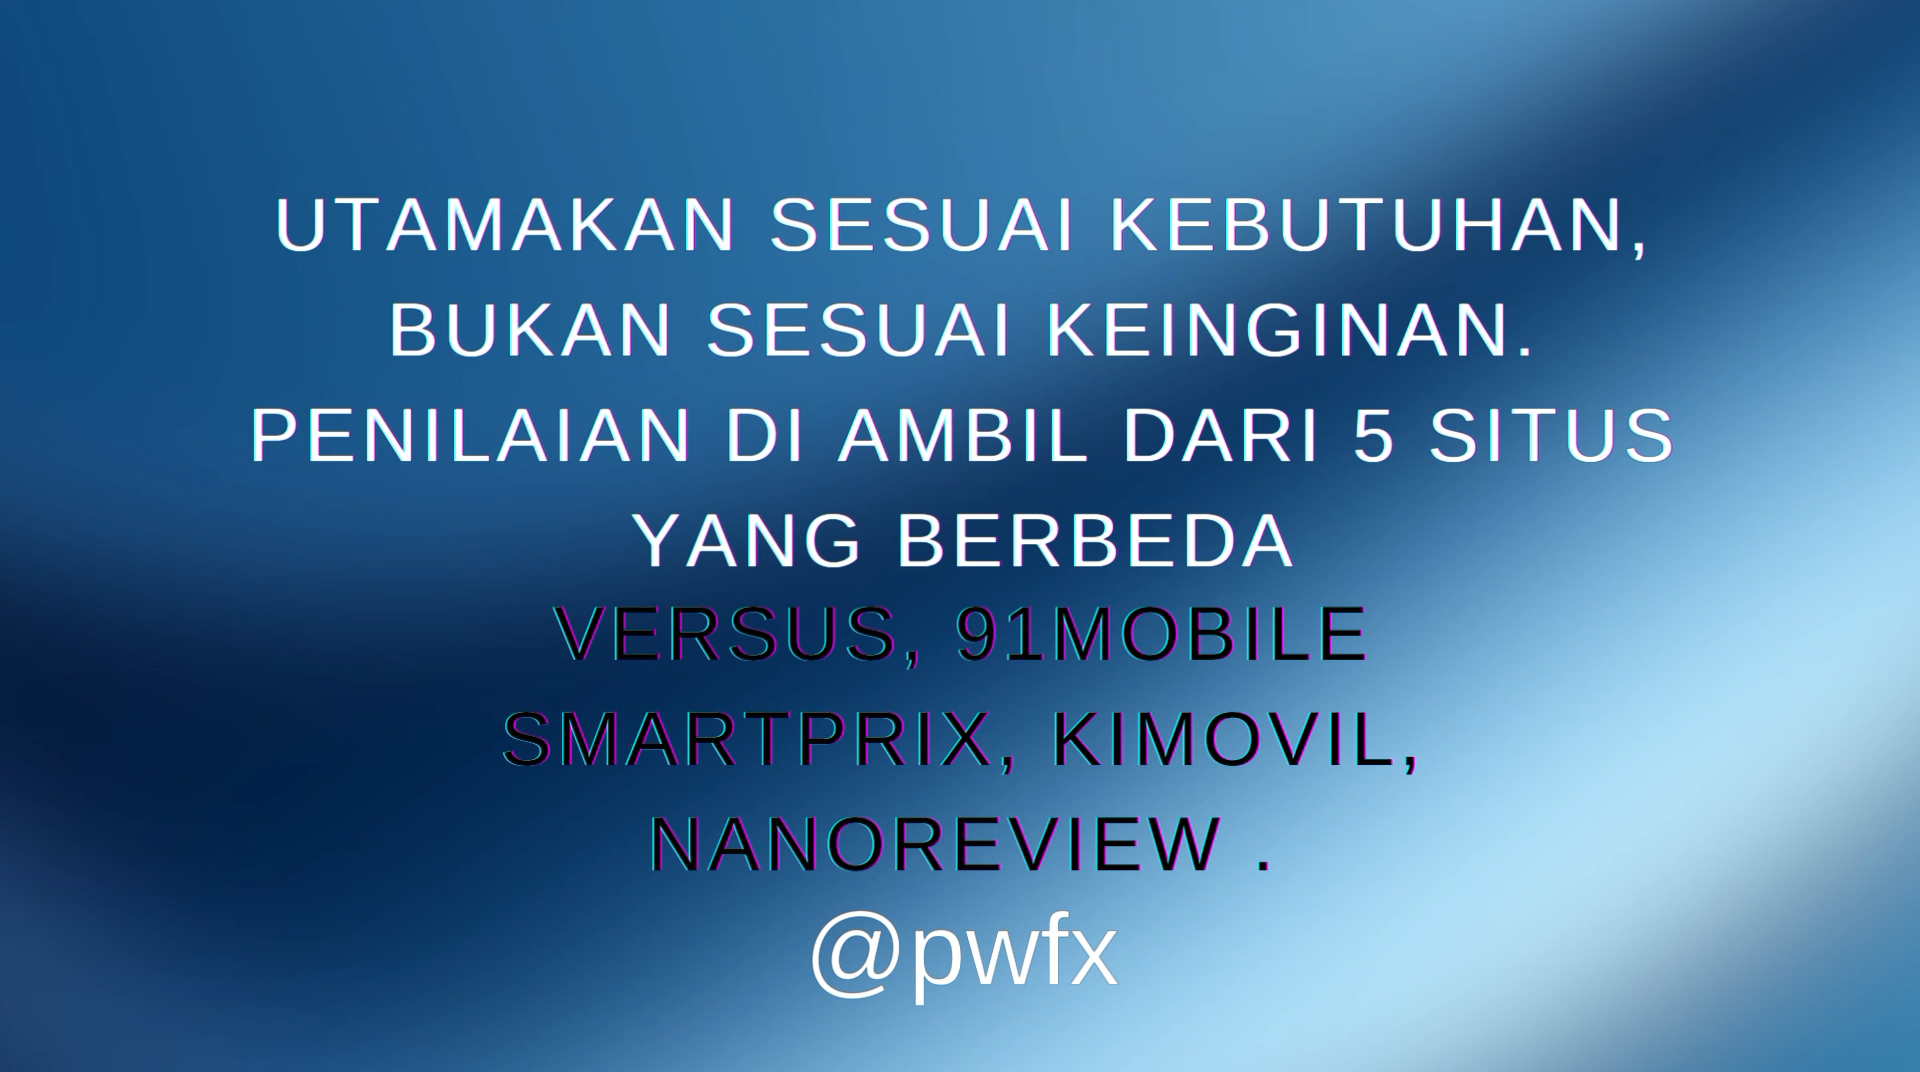 UTAMAKAN SESUAI KEBUTUHAN,
BUKAN SESUAI KEINGINAN.
PENILAIAN DI AMBIL DARI 5 SITUS
YANG BERBEDA
VERSUS, 91MOBILE
SMARTPRIX, KIMOVIL,
NANOREVIEW .
@pwfx